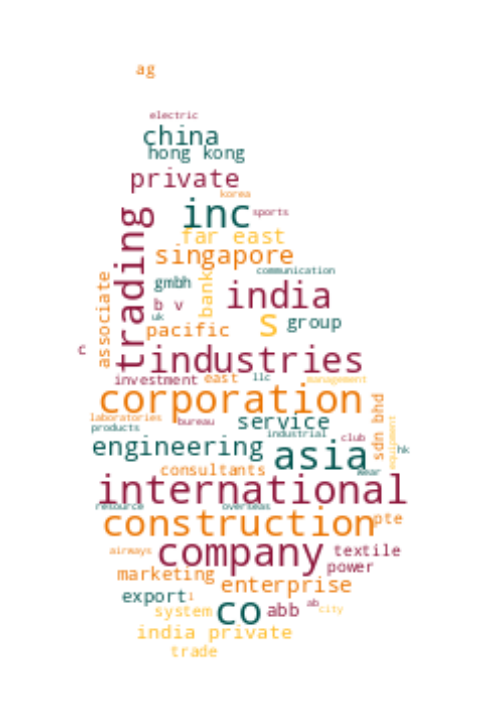 ag
electric
china
hong kong
private
korea
inc
sports
trading
far east
singapore
communication
associate
gmbh
bank
india
b v
uk
s
group
pacific
c
industries
investment
east
llc
management
corporation
laboratories
products
bureau
service
industrial
club
sdn bhd
equipment
engineering
asia
hk
consultants
wear
international
resource
overseas
construction
pte
airways
company
textile
power
marketing
enterprise
export
l
system
co
abb
ab
city
india private
trade